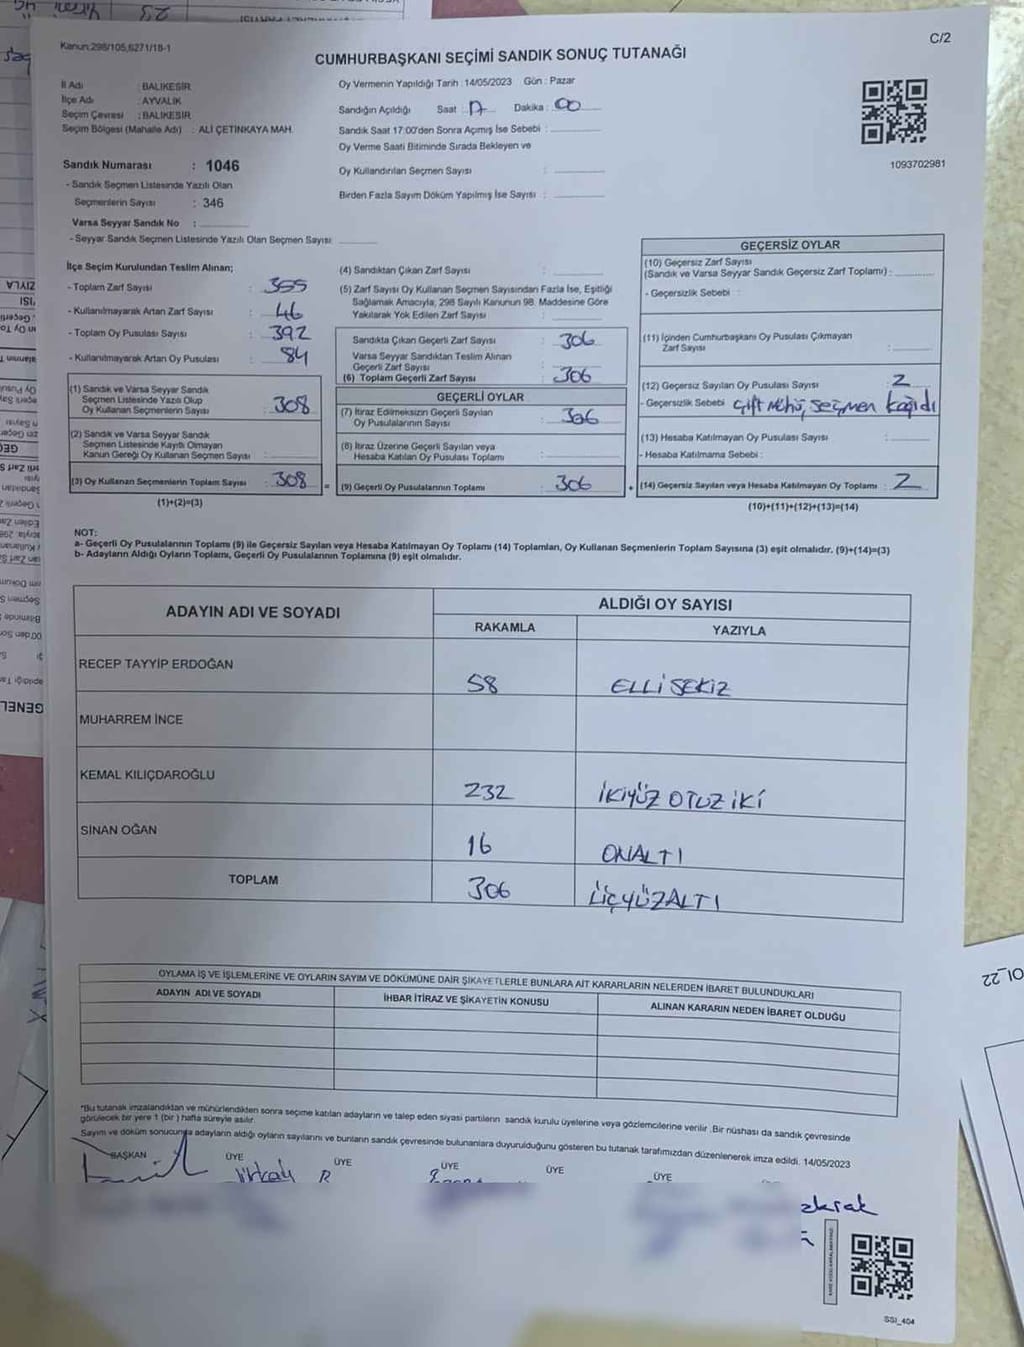 Kanun:298/105,6271/18-1
C/2
CUMHURBAŞKANI SEÇİMİ SANDIK SONUÇ TUTANAĞI
İl Adı : BALIKESİR
İlçe Adı : AYVALIK
Seçim Çevresi : BALIKESİR
Seçim Bölgesi (Mahalle Adı) : ALİ ÇETİNKAYA MAH.
Sandık Numarası : 1046
- Sandık Seçmen Listesinde Yazılı Olan
Seçmenlerin Sayısı : 346
Varsa Seyyar Sandık No :
- Seyyar Sandık Seçmen Listesinde Yazılı Olan Seçmen Sayısı:
Oy Vermenin Yapıldığı Tarih : 14/05/2023 Gün : Pazar
Sandığın Açıldığı Saat : 17 Dakika : 00
Sandık Saat 17:00'den Sonra Açımış İse Sebebi :
Oy Verme Saati Bitiminde Sırada Bekleyen ve
Oy Kullandırılan Seçmen Sayısı :
Birden Fazla Sayım Döküm Yapılmış İse Sayısı :
1093702981
İlçe Seçim Kurulundan Teslim Alınan;
- Toplam Zarf Sayısı : 355
- Kullanılmayarak Artan Zarf Sayısı : 46
- Toplam Oy Pusulası Sayısı : 392
- Kullanılmayarak Artan Oy Pusulası : 84
(1) Sandık ve Varsa Seyyar Sandık
Seçmen Listesinde Yazılı Olup
Oy Kullanan Seçmenlerin Sayısı : 308
(2) Sandık ve Varsa Seyyar Sandık
Seçmen Listesinde Kayıtlı Olmayan
Kanun Gereği Oy Kullanan Seçmen Sayısı :
(3) Oy Kullanan Seçmenlerin Toplam Sayısı : 308
(1)+(2)=(3)
(4) Sandıktan Çıkan Zarf Sayısı :
(5) Zarf Sayısı Oy Kullanan Seçmen Sayısından Fazla İse, Eşitliği
Sağlamak Amacıyla, 298 Sayılı Kanunun 98. Maddesine Göre
Yakılarak Yok Edilen Zarf Sayısı :
Sandıkta Çıkan Geçerli Zarf Sayısı : 306
Varsa Seyyar Sandıktan Teslim Alınan
Geçerli Zarf Sayısı :
(6) Toplam Geçerli Zarf Sayısı : 306
GEÇERLİ OYLAR
(7) İtiraz Edilmeksizin Geçerli Sayılan
Oy Pusulalarının Sayısı : 306
(8) İtiraz Üzerine Geçerli Sayılan veya
Hesaba Katılan Oy Pusulası Toplamı :
(9) Geçerli Oy Pusulalarının Toplamı : 306
GEÇERSİZ OYLAR
(10) Geçersiz Zarf Sayısı
(Sandık ve Varsa Seyyar Sandık Geçersiz Zarf Toplamı) :
- Geçersizlik Sebebi :
(11) İçinden Cumhurbaşkanı Oy Pusulası Çıkmayan
Zarf Sayısı :
(12) Geçersiz Sayılan Oy Pusulası Sayısı : 2
- Geçersizlik Sebebi : Çift Mühür, Seçmen kağıdı
(13) Hesaba Katılmayan Oy Pusulası Sayısı :
- Hesaba Katılmama Sebebi :
(14) Geçersiz Sayılan veya Hesaba Katılmayan Oy Toplamı : 2
(10)+(11)+(12)+(13)=(14)
NOT:
a- Geçerli Oy Pusulalarının Toplamı (9) ile Geçersiz Sayılan veya Hesaba Katılmayan Oy Toplamı (14) Toplamları, Oy Kullanan Seçmenlerin Toplam Sayısına (3) eşit olmalıdır. (9)+(14)=(3)
b- Adayların Aldığı Oyların Toplamı, Geçerli Oy Pusulalarının Toplamına (9) eşit olmalıdır.
ADAYIN ADI VE SOYADI
ALDIĞI OY SAYISI
RAKAMLA YAZIYLA
RECEP TAYYİP ERDOĞAN 58 ELLİ SEKİZ
MUHARREM İNCE
KEMAL KILIÇDAROĞLU 232 İKİYÜZ OTUZ İKİ
SİNAN OĞAN 16 ONALTI
TOPLAM 306 ÜÇYÜZALTI
OYLAMA İŞ VE İŞLEMLERİNE VE OYLARIN SAYIM VE DÖKÜMÜNE DAİR ŞİKAYETLERLE BUNLARA AİT KARARLARIN NELERDEN İBARET BULUNDUKLARI
ADAYIN ADI VE SOYADI İHBAR İTİRAZ VE ŞİKAYETİN KONUSU ALINAN KARARIN NEDEN İBARET OLDUĞU
*Bu tutanak imzalandıktan ve mühürlendikten sonra seçime katılan adayların ve talep eden siyasi partilerin sandık kurulu üyelerine veya gözlemcilerine verilir. Bir nüshası da sandık çevresinde
görülecek bir yere 1 (bir) hafta süreyle asılır.
Sayım ve döküm sonucunda adayların aldığı oyların sayılarını ve bunların sandık çevresinde bulunanlara duyurulduğunu gösteren bu tutanak tarafımızdan düzenlenerek imza edildi. 14/05/2023
BAŞKAN ÜYE ÜYE ÜYE ÜYE ÜYE
SSI_404